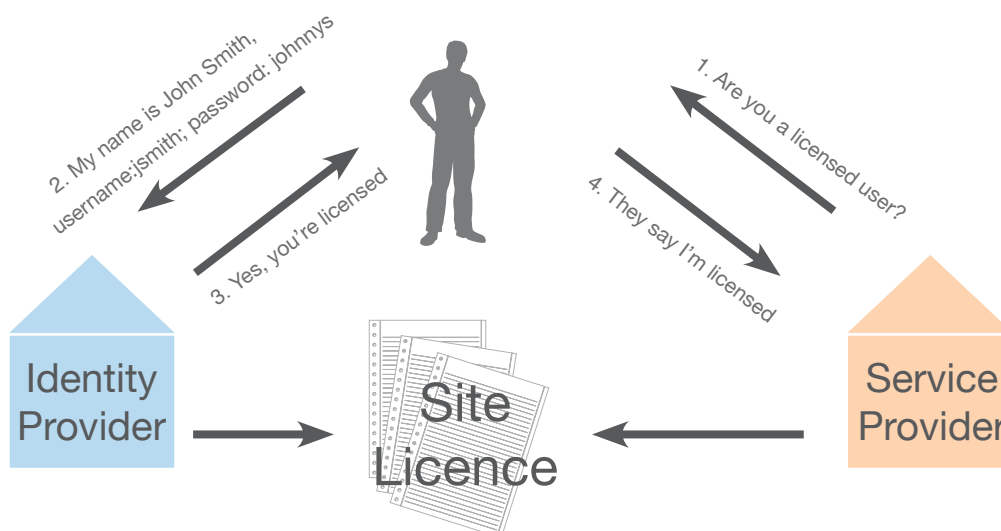 2. My name is John Smith,
username:jsmith; password: johnnys
3. Yes, you're licensed
1. Are you a licensed user?
4. They say I'm licensed
Identity
Provider
Site
Licence
Service
Provider